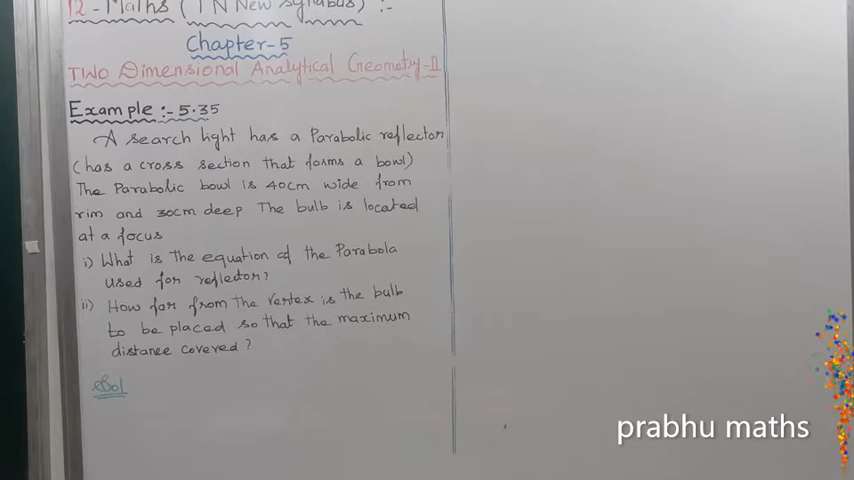 12 - Maths ( TN New Syllabus ) :-
Chapter-5
TWO Dimensional Analytical Geometry-II
Example :- 5.35
A search light has a Parabolic reflector
(has a cross section that forms a bowl)
The Parabolic bowl is 40cm wide from
rim and 30cm deep The bulb is located
at a focus
i) What is the equation of the Parabola
used for reflector?
ii) How far from the vertex is the bulb
to be placed so that the maximum
distance covered ?
Sol
prabhu maths